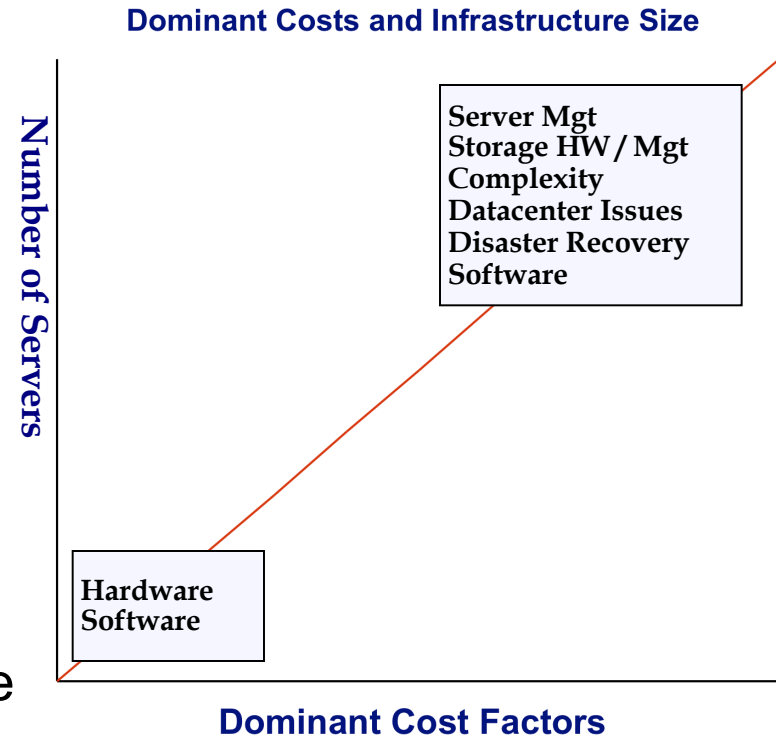 Dominant Costs and Infrastructure Size
Number of Servers
Server Mgt
Storage HW / Mgt
Complexity
Datacenter Issues
Disaster Recovery
Software
Hardware
Software
e
Dominant Cost Factors